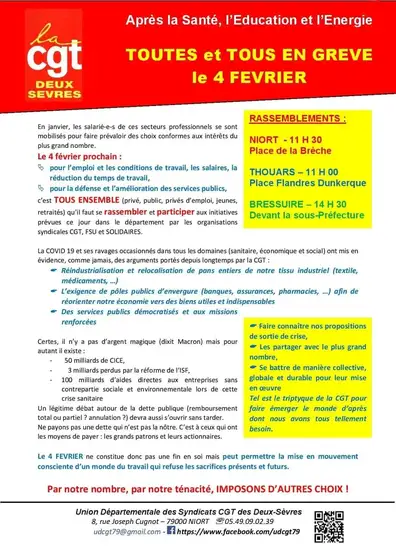 la
cgt
DEUX
SEVRES
Après la Santé, l'Education et l'Energie
TOUTES et TOUS EN GREVE
le 4 FEVRIER
En janvier, les salarié-e-s de ces secteurs professionnels se sont
mobilisés pour faire prévaloir des choix conformes aux intérêts du
plus grand nombre.
Le 4 février prochain :
pour l'emploi et les conditions de travail, les salaires, la
réduction du temps de travail,
pour la défense et l'amélioration des services publics,
c'est TOUS ENSEMBLE (privé, public, privés d'emploi, jeunes,
retraités) qu'il faut se rassembler et participer aux initiatives
prévues ce jour dans le département par les organisations
syndicales CGT, FSU et SOLIDAIRES.
RASSEMBLEMENTS :
NIORT - 11 H 30
Place de la Brèche
THOUARS – 11 H 00
Place Flandres Dunkerque
BRESSUIRE – 14 H 30
Devant la sous-Préfecture
La COVID 19 et ses ravages occasionnés dans tous les domaines (sanitaire, économique et social) ont mis en
évidence, comme jamais, des arguments portés depuis longtemps par la CGT :
Réindustrialisation et relocalisation de pans entiers de notre tissu industriel (textile,
médicaments, ...)
L'exigence de pôles publics d'envergure (banques, assurances, pharmacies, ...) afin de
réorienter notre économie vers des biens utiles et indispensables
Des services publics démocratisés et aux missions
renforcées
Certes, il n'y a pas d'argent magique (dixit Macron) mais pour
autant il existe :
- 50 milliards de CICE,
- 3 milliards perdus par la réforme de l'ISF,
- 100 milliards d'aides directes aux entreprises sans
contrepartie sociale et environnementale lors de cette
crise sanitaire
Un légitime débat autour de la dette publique (remboursement
total ou partiel ? annulation ?) devra aussi s'ouvrir sans tarder.
Ne payons pas une dette qui n'est pas la nôtre. C'est à ceux qui ont
les moyens de payer : les grands patrons et leurs actionnaires.
Faire connaître nos propositions
de sortie de crise,
Les partager avec le plus grand
nombre,
Se battre de manière collective,
globale et durable pour leur mise
en œuvre
Tel est le triptyque de la CGT pour
faire émerger le monde d'après
dont nous avons tous tellement
besoin.
Le 4 FEVRIER ne constitue donc pas une fin en soi mais peut permettre la mise en mouvement
consciente d'un monde du travail qui refuse les sacrifices présents et futurs.
Par notre nombre, par notre ténacité, IMPOSONS D'AUTRES CHOIX !
Union Départementale des Syndicats CGT des Deux-Sèvres
8, rue Joseph Cugnot – 79000 NIORT 05.49.09.02.39
udcgt79@gmail.com - f https://www.facebook.com/udcgt79